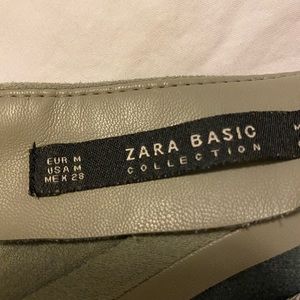 EUR M
USA M
MEX 28
ZARA BASIC
COLLECTION